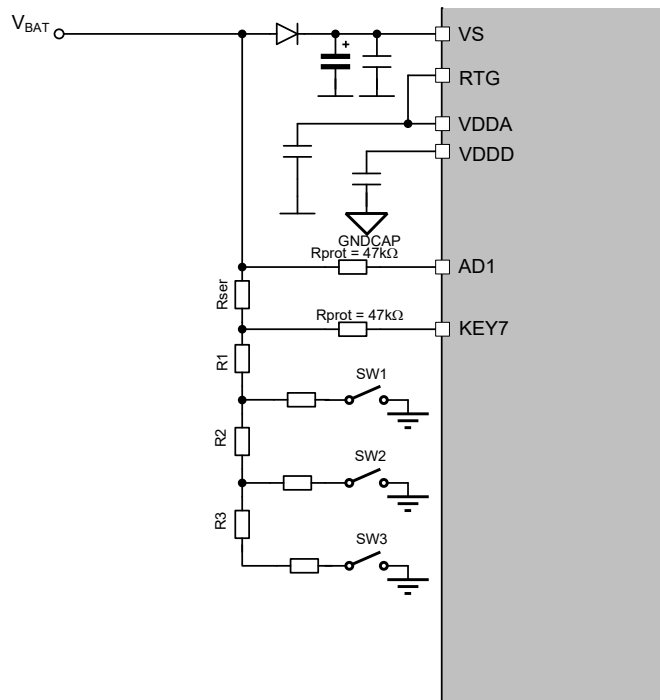 VBAT
VS
RTG
+
VDDA
VDDD
GNDCAP
Rprot = 47kΩ
AD1
Rser
Rprot = 47kΩ
KEY7
R1
SW1
R2
SW2
R3
SW3